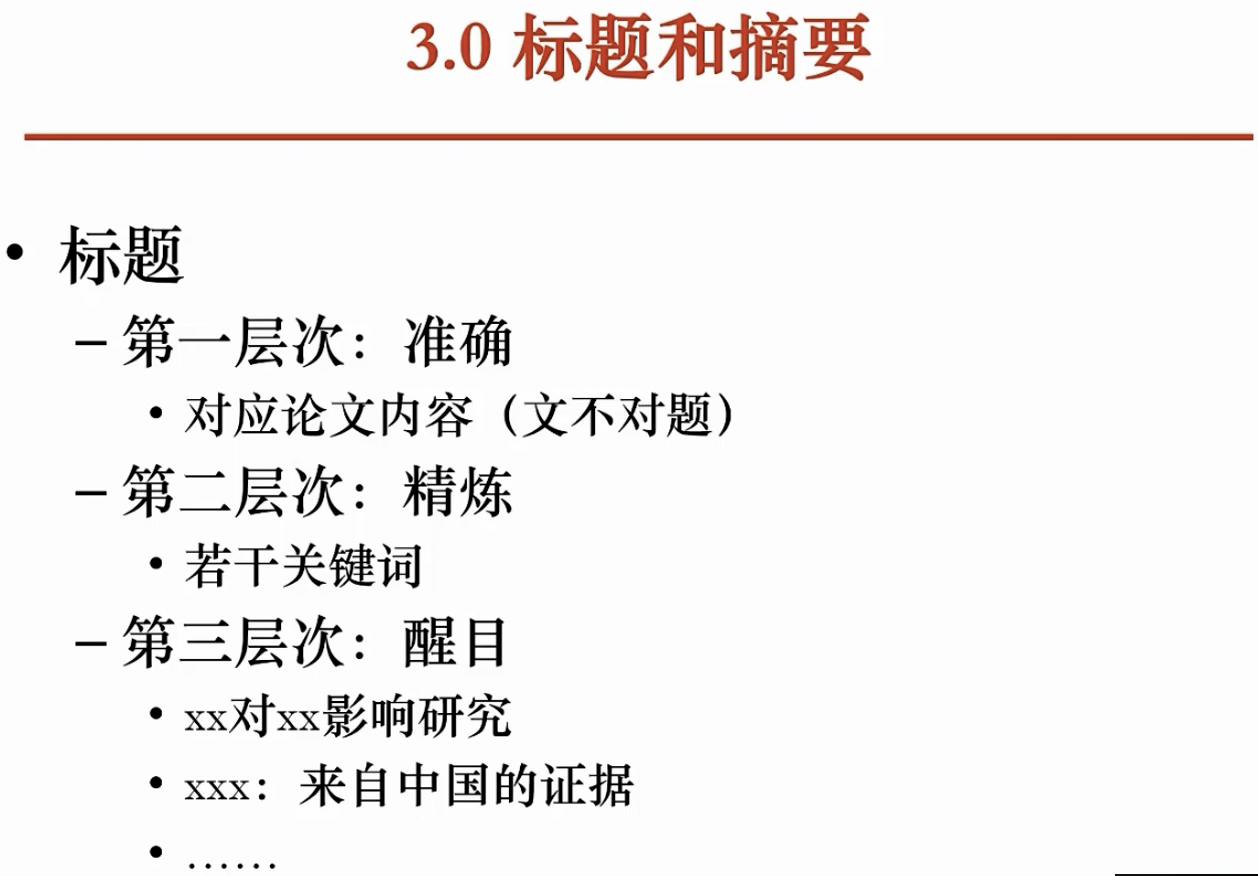 3.0 标题和摘要
• 标题
– 第一层次：准确
• 对应论文内容（文不对题）
– 第二层次：精炼
• 若干关键词
– 第三层次：醒目
• xx对xx影响研究
• xxx：来自中国的证据
• ……